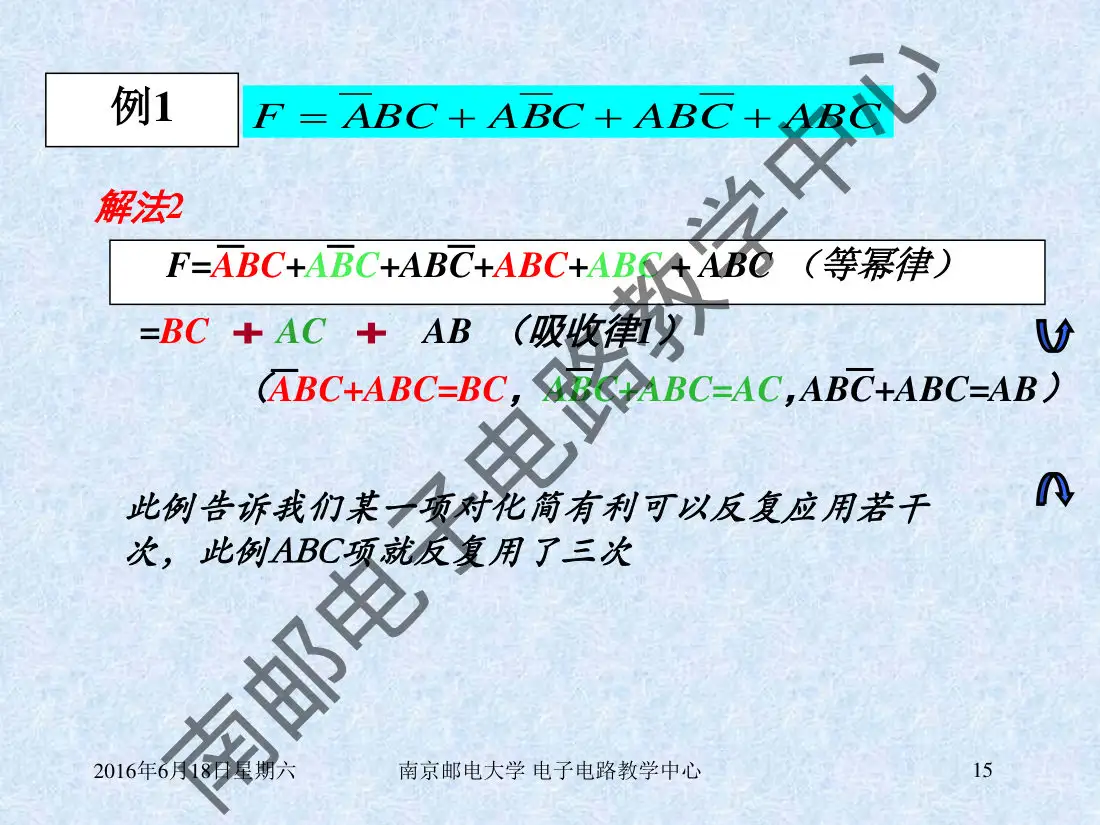 例1
F = A̅BC + AB̅C + ABC̅ + ABC
解法2
F=A̅BC+AB̅C+ABC̅+ABC+ABC + ABC （等幂律）
=BC + AC + AB （吸收律1）
（A̅BC+ABC=BC，AB̅C+ABC=AC,ABC̅+ABC=AB）
此例告诉我们某一项对化简有利可以反复应用若干
次，此例ABC项就反复用了三次
南邮电子电路教学中心
2016年6月18日星期六 南京邮电大学 电子电路教学中心 15